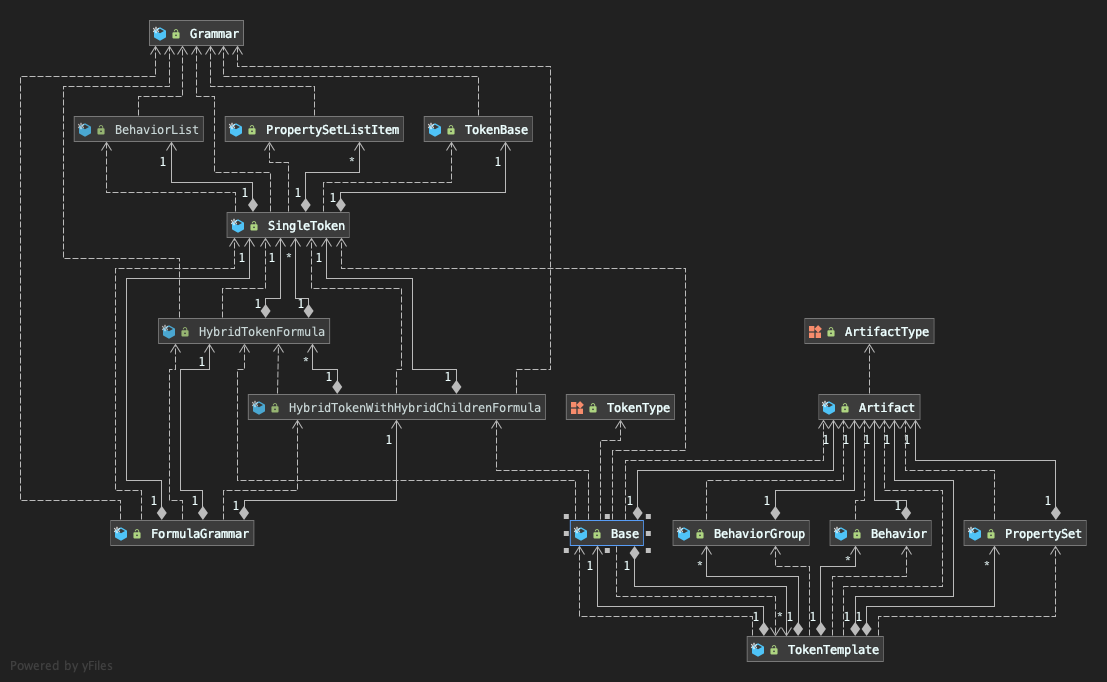 Grammar
BehaviorList
PropertySetListItem
TokenBase
1
*
1
1
1
1
SingleToken
1
1
*
1
1
1
HybridTokenFormula
ArtifactType
1
*
1
1
HybridTokenWithHybridChildrenFormula
TokenType
Artifact
1
1
1
1
1
1
1
1
1
1
1
1
1
FormulaGrammar
Base
BehaviorGroup
Behavior
PropertySet
1
1
*
*
*
1
*
1
1
1
1
TokenTemplate
Powered by yFiles